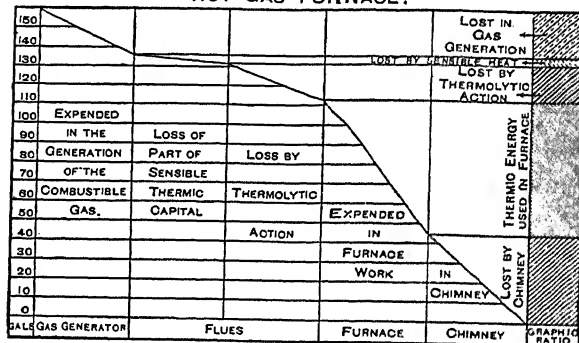 HOT GAS FURNACE.
150
140
130
120
110
100
90
80
70
60
50
40
30
20
10
0
EXPENDED
IN THE
GENERATION
OF THE
COMBUSTIBLE
GAS.
LOSS OF
PART OF
SENSIBLE
THERMIC
CAPITAL
LOSS BY
THERMOLYTIC
ACTION
EXPENDED
IN
FURNACE
WORK
IN
CHIMNEY
LOST IN
GAS
GENERATION
LOST BY SENSIBLE HEAT
LOST BY
THERMOLYTIC
ACTION
THERMIC ENERGY
USED IN FURNACE
LOST BY
CHIMNEY
CALS GAS GENERATOR FLUES FURNACE CHIMNEY GRAPHIC
RATIO